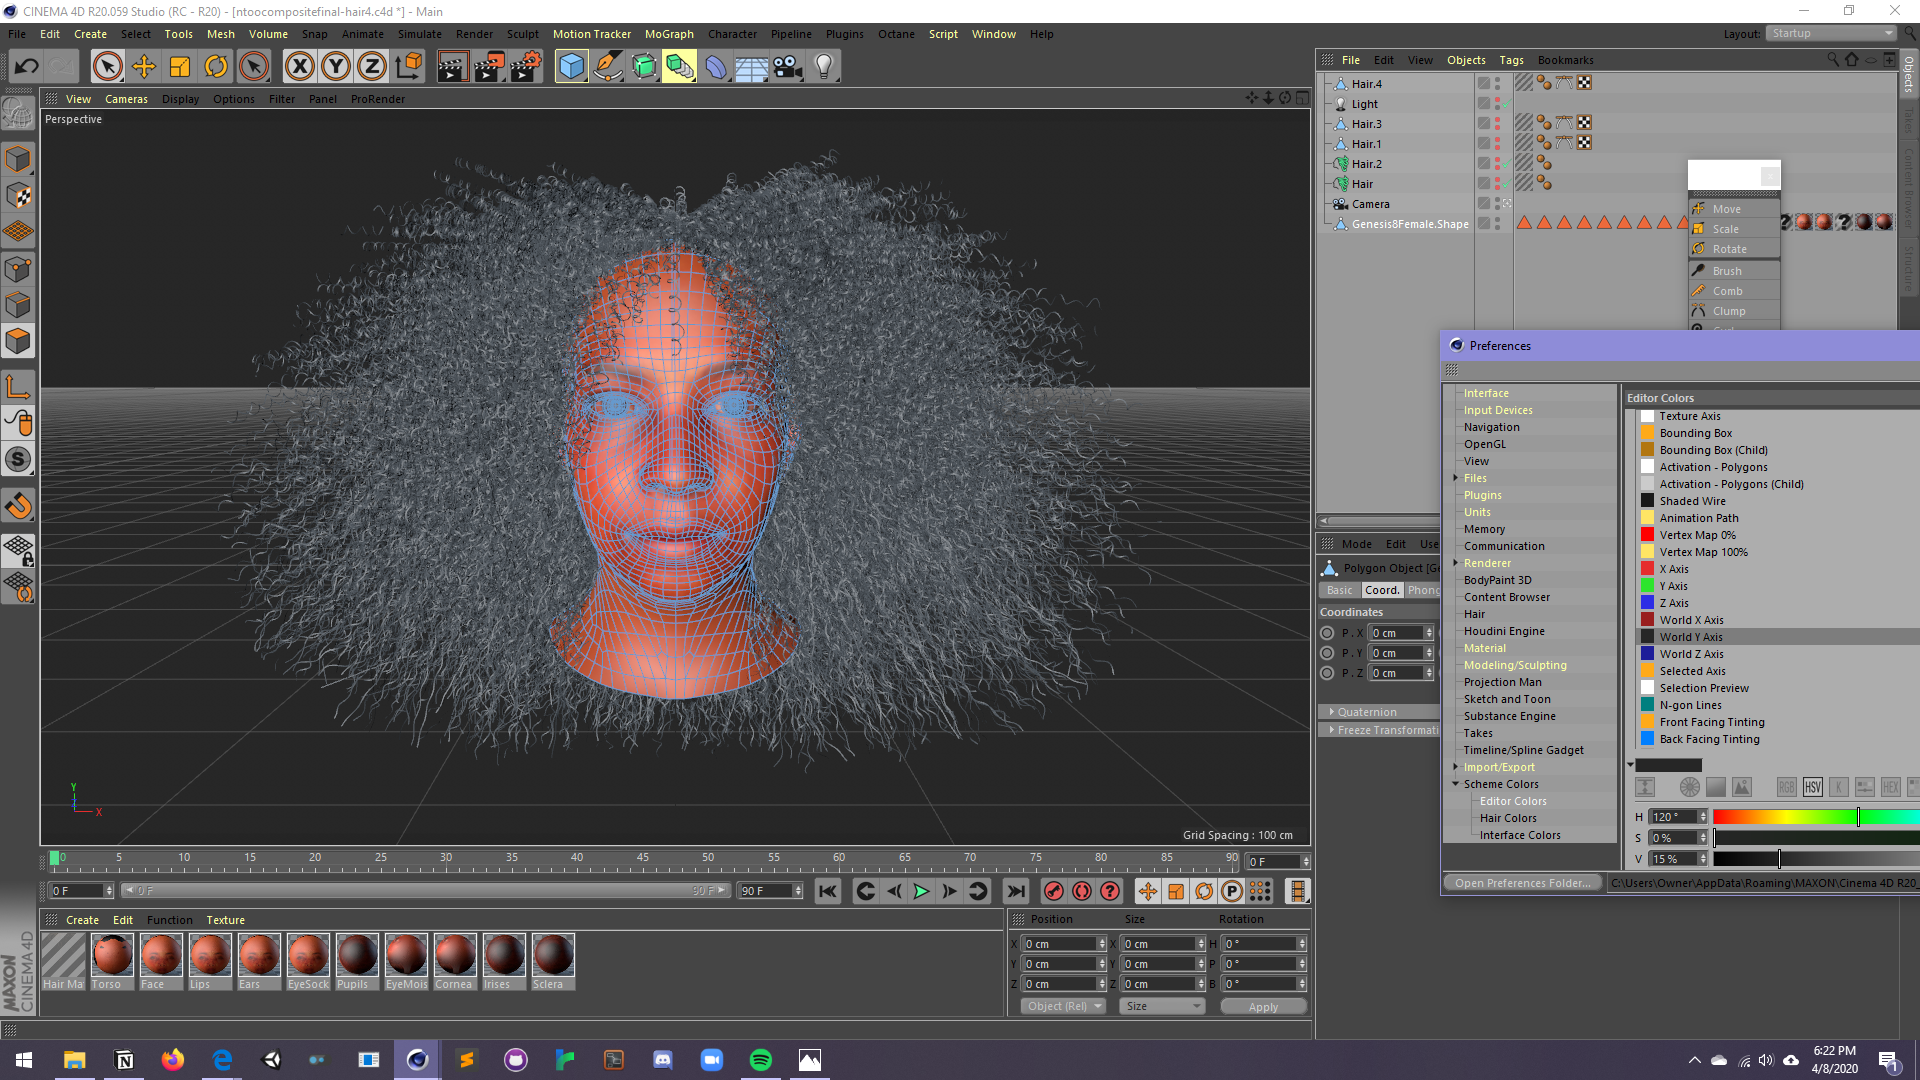 CINEMA 4D R20.059 Studio (RC - R20) - [ntoocompositefinal-hair4.c4d *] - Main
File Edit Create Select Tools Mesh Volume Snap Animate Simulate Render Sculpt Motion Tracker MoGraph Character Pipeline Plugins Octane Script Window Help
Layout: Startup
X Y Z
File Edit View Objects Tags Bookmarks
View Cameras Display Options Filter Panel ProRender
Perspective
Hair.4
Light
Hair.3
Hair.1
Hair.2
Hair
Camera
Genesis8Female.Shape
Objects
Takes
Content Browser
Structure
Move
Scale
Rotate
Brush
Comb
Clump
Preferences
Interface
Input Devices
Navigation
OpenGL
View
Files
Plugins
Units
Memory
Communication
Renderer
BodyPaint 3D
Content Browser
Hair
Houdini Engine
Material
Modeling/Sculpting
Projection Man
Sketch and Toon
Substance Engine
Takes
Timeline/Spline Gadget
Import/Export
Scheme Colors
Editor Colors
Hair Colors
Interface Colors
Editor Colors
Texture Axis
Bounding Box
Bounding Box (Child)
Activation - Polygons
Activation - Polygons (Child)
Shaded Wire
Animation Path
Vertex Map 0%
Vertex Map 100%
X Axis
Y Axis
Z Axis
World X Axis
World Y Axis
World Z Axis
Selected Axis
Selection Preview
N-gon Lines
Front Facing Tinting
Back Facing Tinting
RGB HSV K HEX
H 120 °
S 0 %
V 15 %
Open Preferences Folder... C:\Users\Owner\AppData\Roaming\MAXON\Cinema 4D R20_
Mode Edit Use
Polygon Object [Ge
Basic Coord. Phong
Coordinates
P . X 0 cm
P . Y 0 cm
P . Z 0 cm
Quaternion
Freeze Transformati
Y
X
Grid Spacing : 100 cm
0 5 10 15 20 25 30 35 40 45 50 55 60 65 70 75 80 85 90 0 F
0 F 0 F 90 F 90 F
Create Edit Function Texture
Hair Ma Torso Face Lips Ears EyeSock Pupils EyeMois Cornea Irises Sclera
Position Size Rotation
X 0 cm X 0 cm H 0 °
Y 0 cm Y 0 cm P 0 °
Z 0 cm Z 0 cm B 0 °
Object (Rel) Size Apply
MAXON
CINEMA 4D
6:22 PM
4/8/2020
1